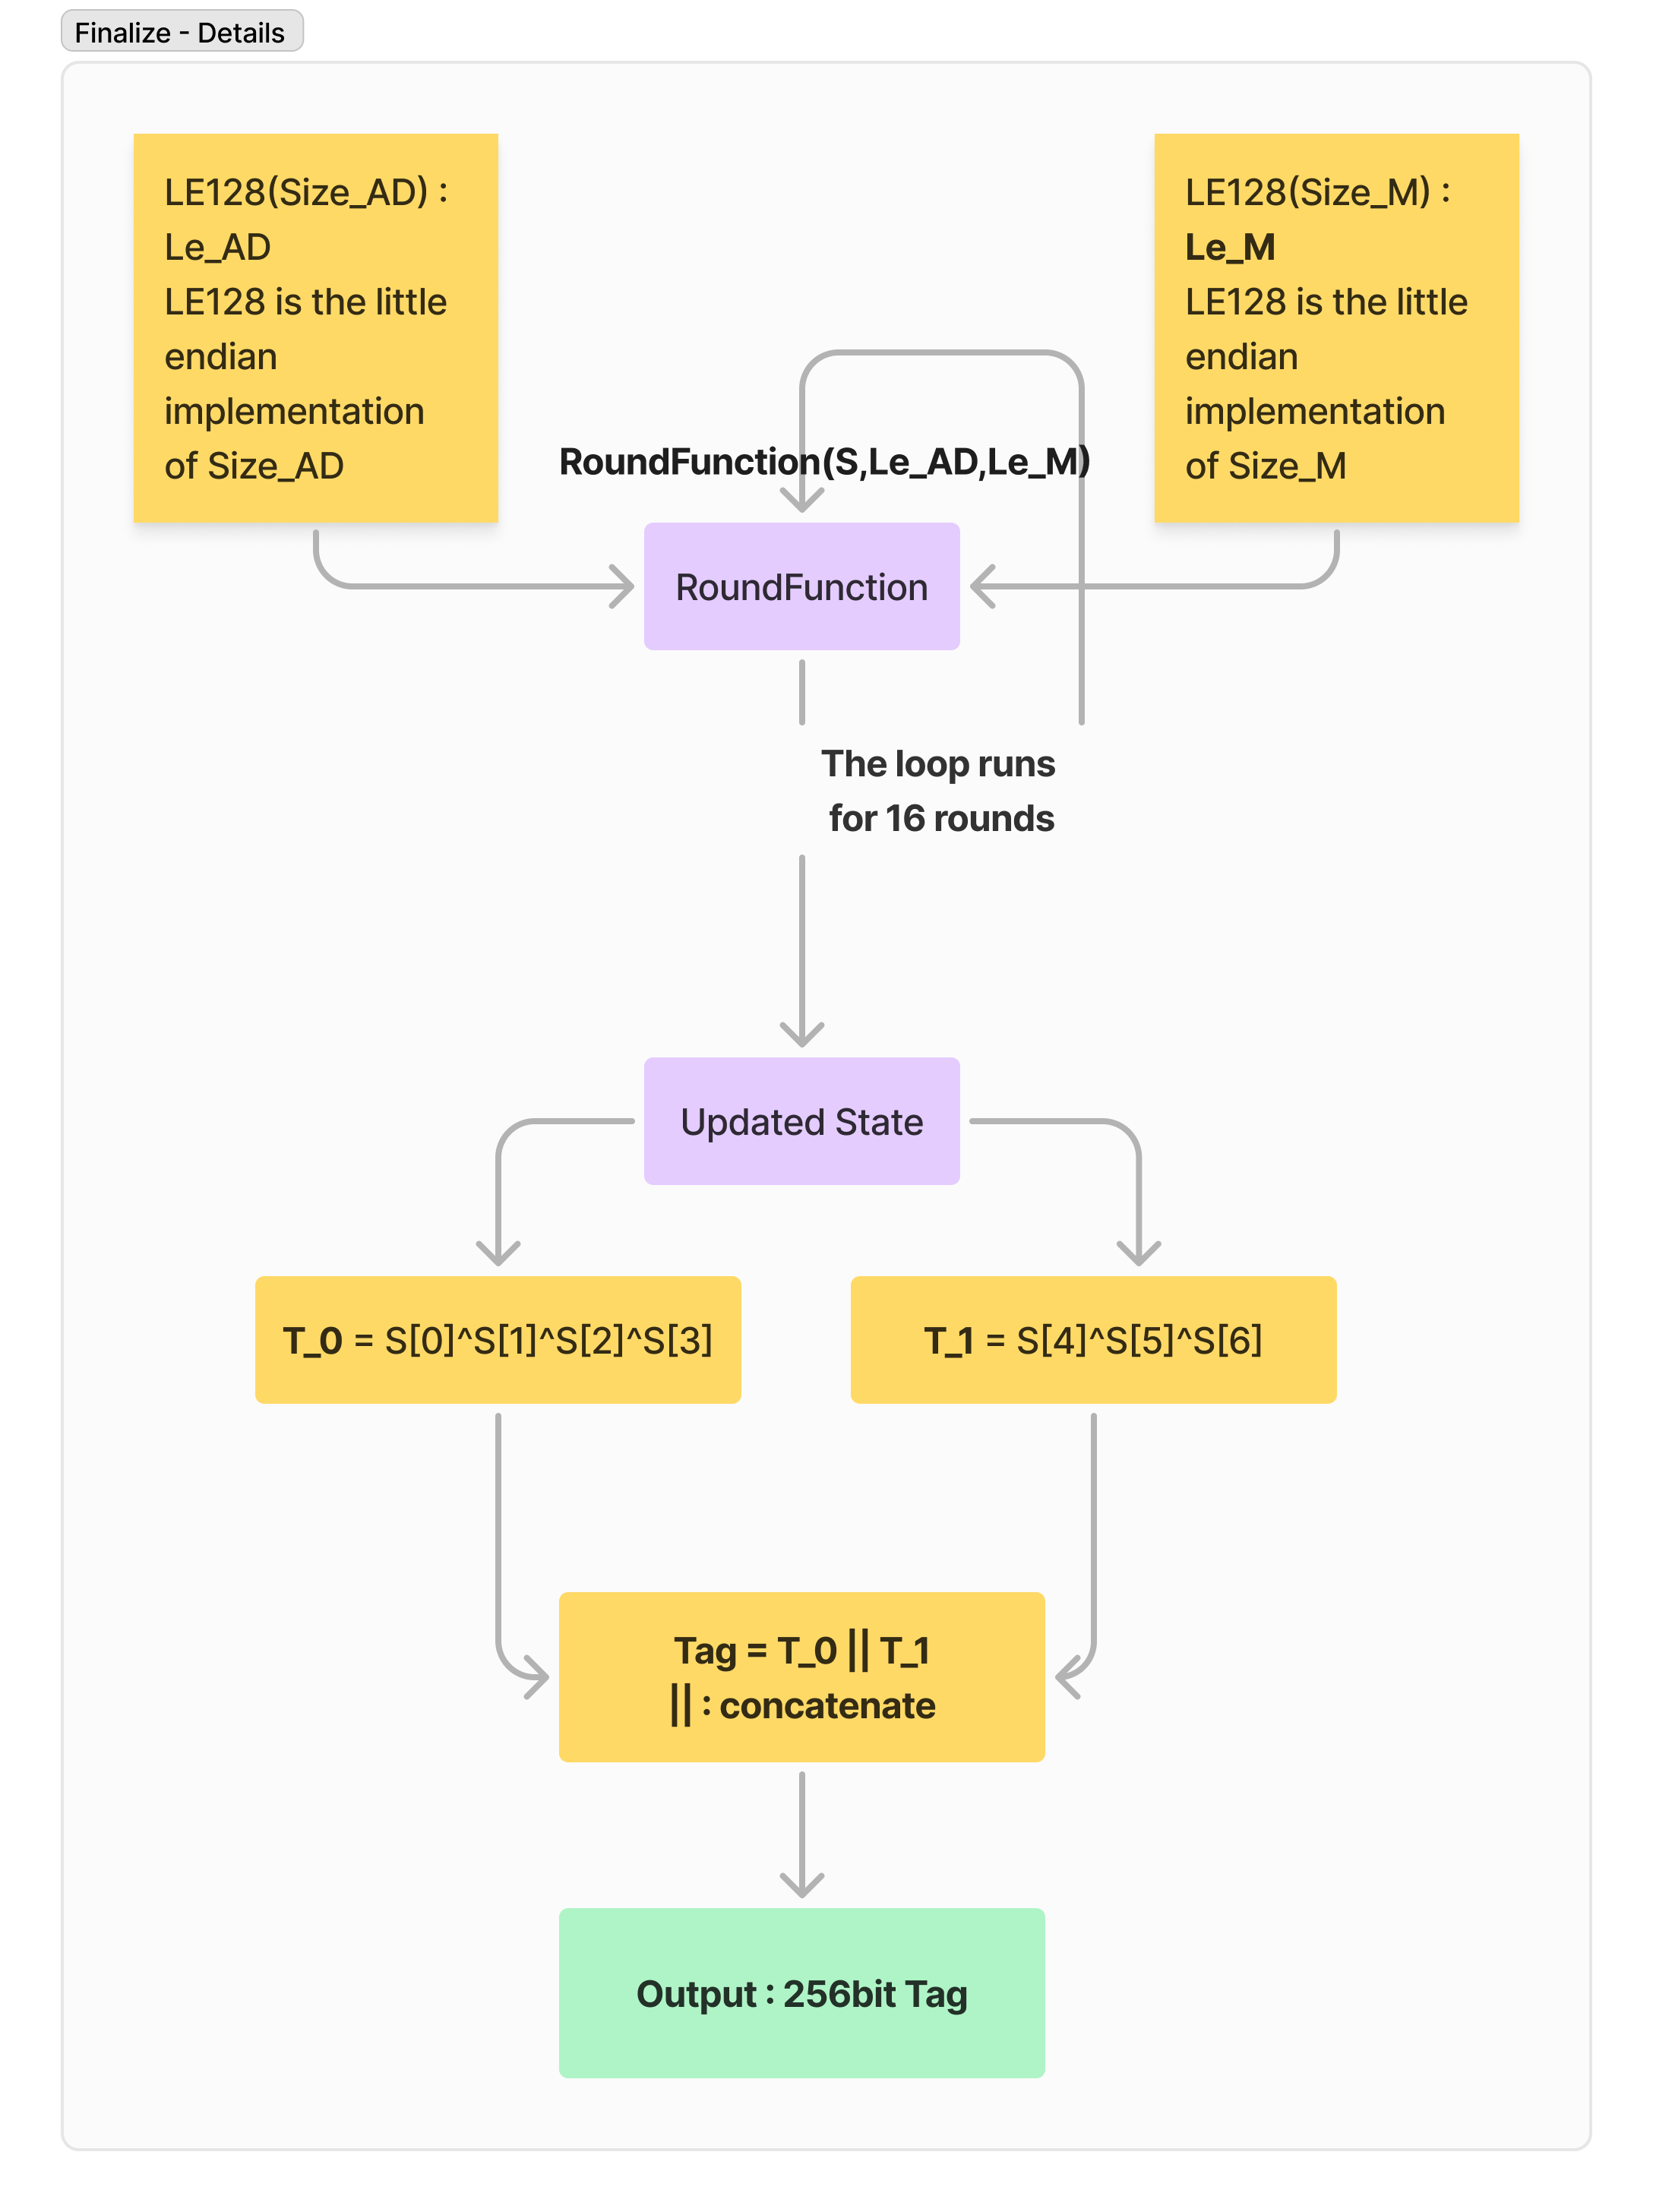 Finalize - Details
LE128(Size_AD) :
Le_AD
LE128 is the little
endian
implementation
of Size_AD
LE128(Size_M) :
Le_M
LE128 is the little
endian
implementation
of Size_M
RoundFunction(S,Le_AD,Le_M)
RoundFunction
The loop runs
for 16 rounds
Updated State
T_0 = S[0]^S[1]^S[2]^S[3]
T_1 = S[4]^S[5]^S[6]
Tag = T_0 || T_1
|| : concatenate
Output : 256bit Tag